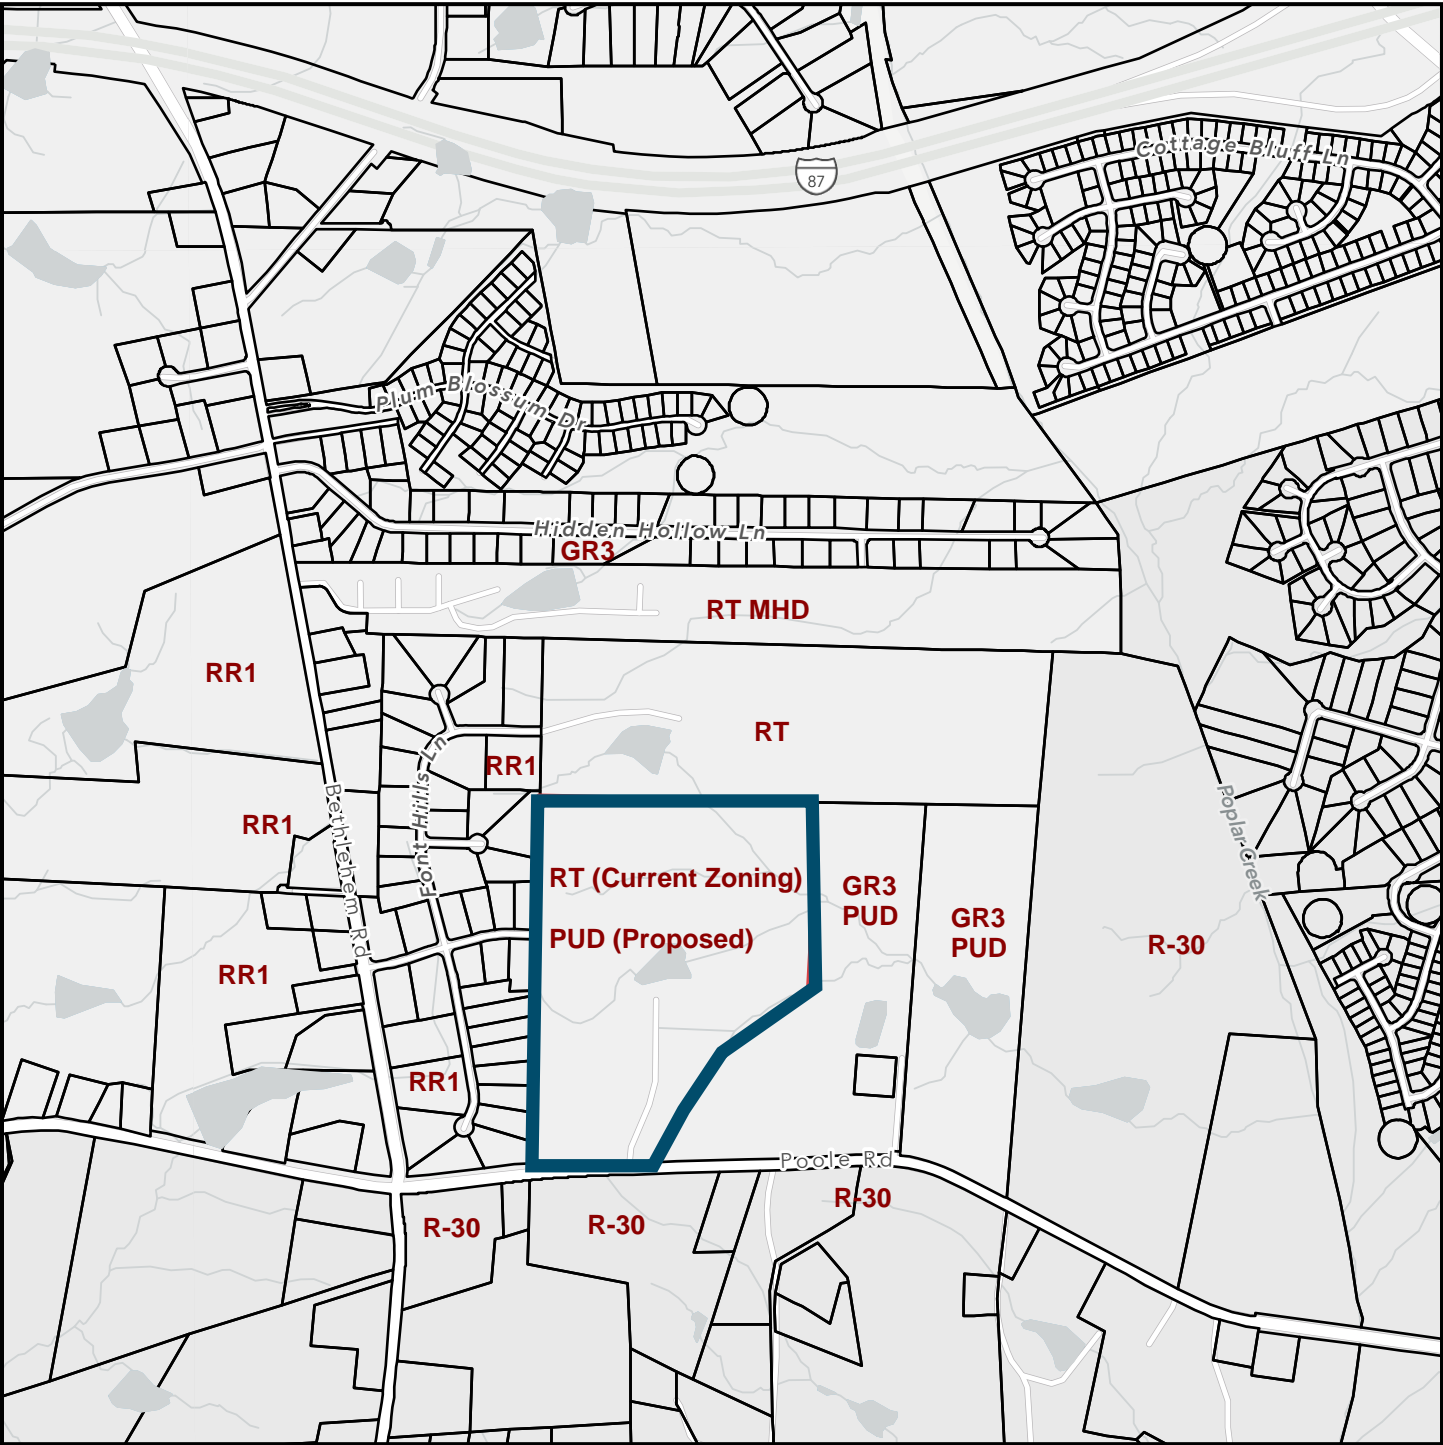 Cottage Bluff Ln
87
Plum Blossum Dr
Hidden Hollow Ln
GR3
RT MHD
RR1
RT
RR1
Font Hills Ln
Bethlehem Rd
RR1
Poplar Creek
RT (Current Zoning)
PUD (Proposed)
GR3
PUD
GR3
PUD
R-30
RR1
RR1
Poole Rd
R-30
R-30
R-30